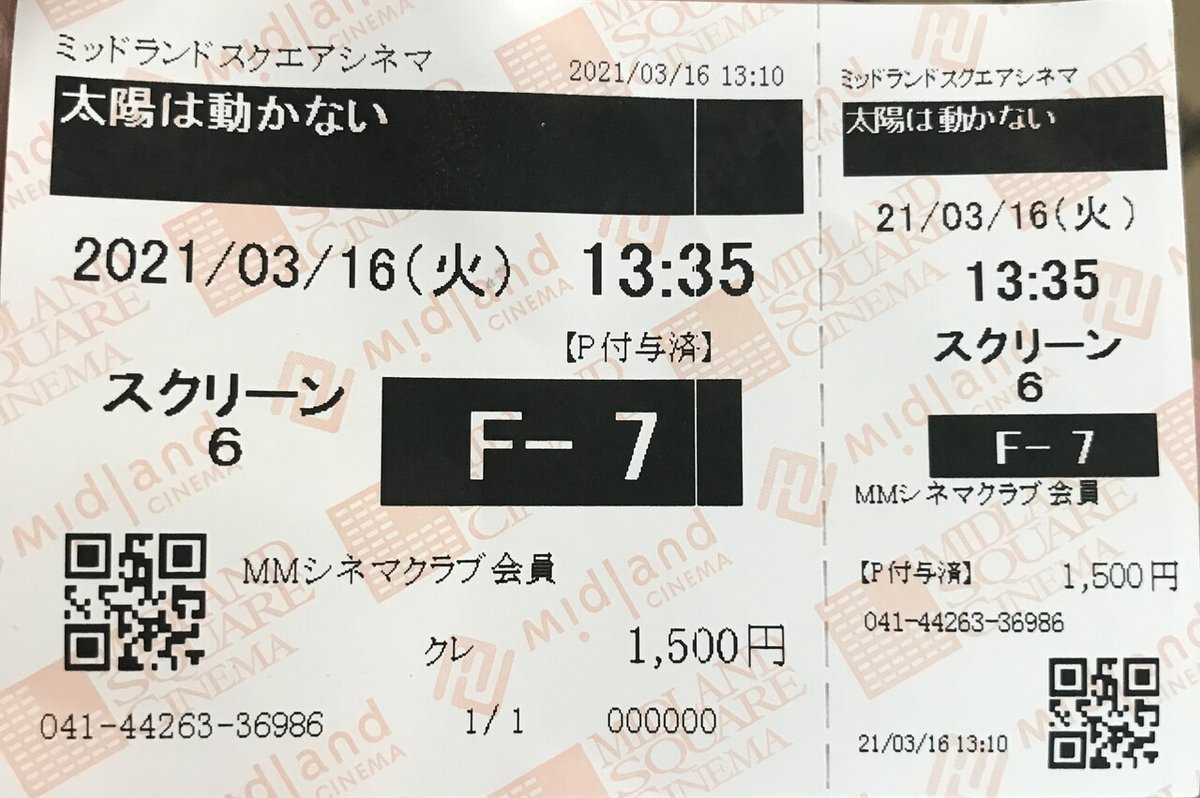 ミッドランドスクエアシネマ
2021/03/16 13:10
太陽は動かない
2021/03/16(火) 13:35
【P付与済】
スクリーン
6
F- 7
MMシネマクラブ会員
クレ 1,500円
041-44263-36986 1/1 000000
ミッドランドスクエアシネマ
太陽は動かない
21/03/16(火)
13:35
スクリーン
6
F- 7
MMシネマクラブ会員
【P付与済】 1,500円
041-44263-36986
21/03/16 13:10
MIDLAND
SQUARE
CINEMA
midland
CINEMA